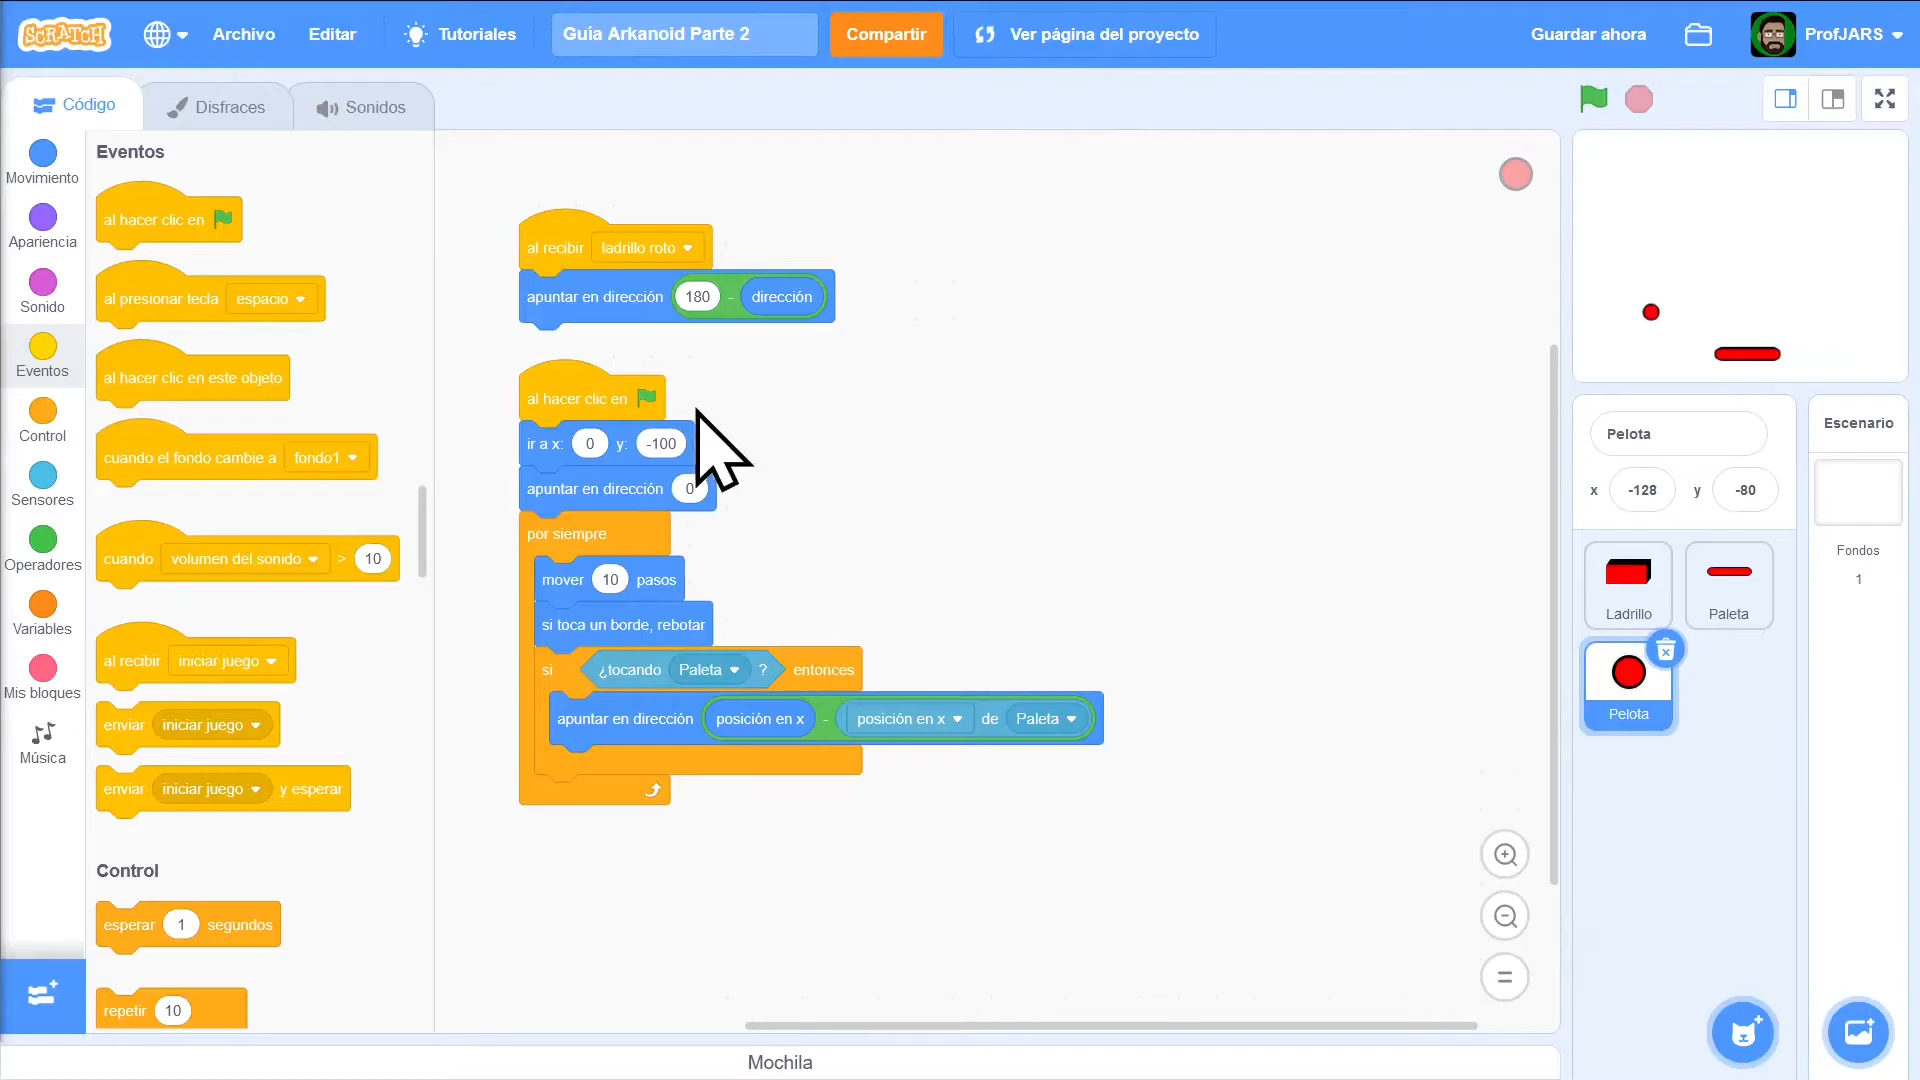 SCRATCH
Archivo
Editar
Tutoriales
Guía Arkanoid Parte 2
Compartir
Ver página del proyecto
Guardar ahora
ProfJARS
Código
Disfraces
Sonidos
Movimiento
Apariencia
Sonido
Eventos
Control
Sensores
Operadores
Variables
Mis bloques
Música
Eventos
al hacer clic en
al presionar tecla espacio
al hacer clic en este objeto
cuando el fondo cambie a fondo1
cuando volumen del sonido > 10
al recibir iniciar juego
enviar iniciar juego
enviar iniciar juego y esperar
Control
esperar 1 segundos
repetir 10
al recibir ladrillo roto
apuntar en dirección 180 - dirección
al hacer clic en
ir a x: 0 y: -100
apuntar en dirección 0
por siempre
mover 10 pasos
si toca un borde, rebotar
si ¿tocando Paleta ? entonces
apuntar en dirección posición en x - posición en x de Paleta
Pelota
x -128 y -80
Ladrillo
Paleta
Pelota
Escenario
Fondos
1
Mochila